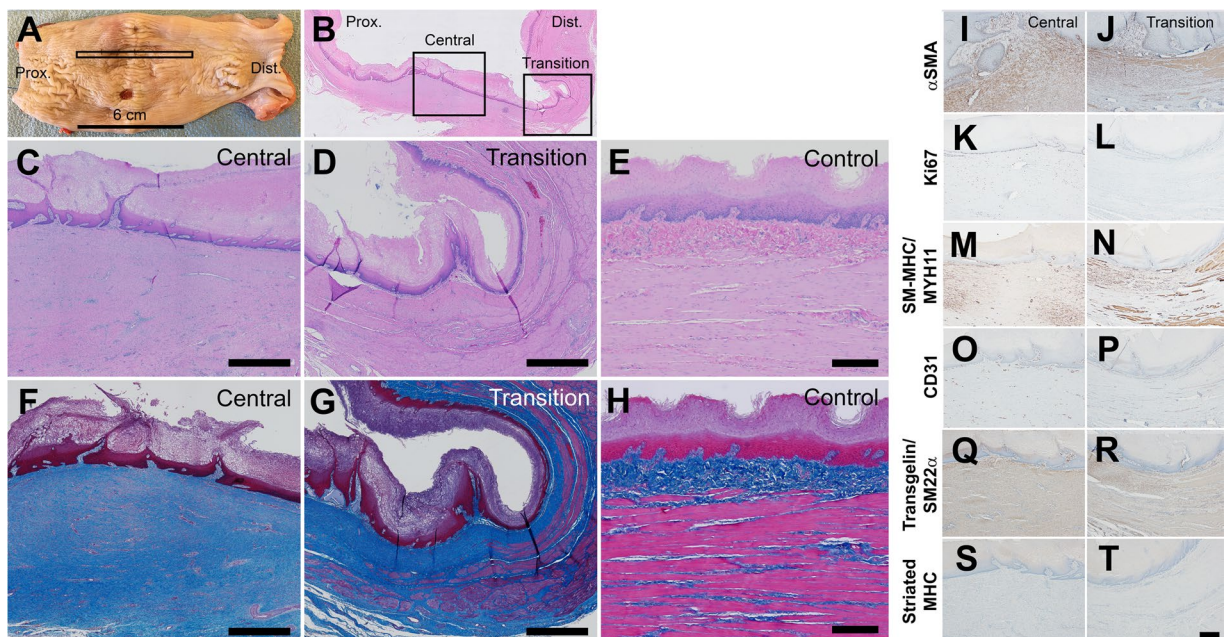 A
Prox.
Dist.
6 cm
B
Prox.
Dist.
Central
Transition
C
Central
D
Transition
E
Control
F
Central
G
Transition
H
Control
I
Central
J
Transition
αSMA
K
L
Ki67
M
N
SM-MHC/
MYH11
O
P
CD31
Q
R
Transgelin/
SM22α
S
T
Striated
MHC